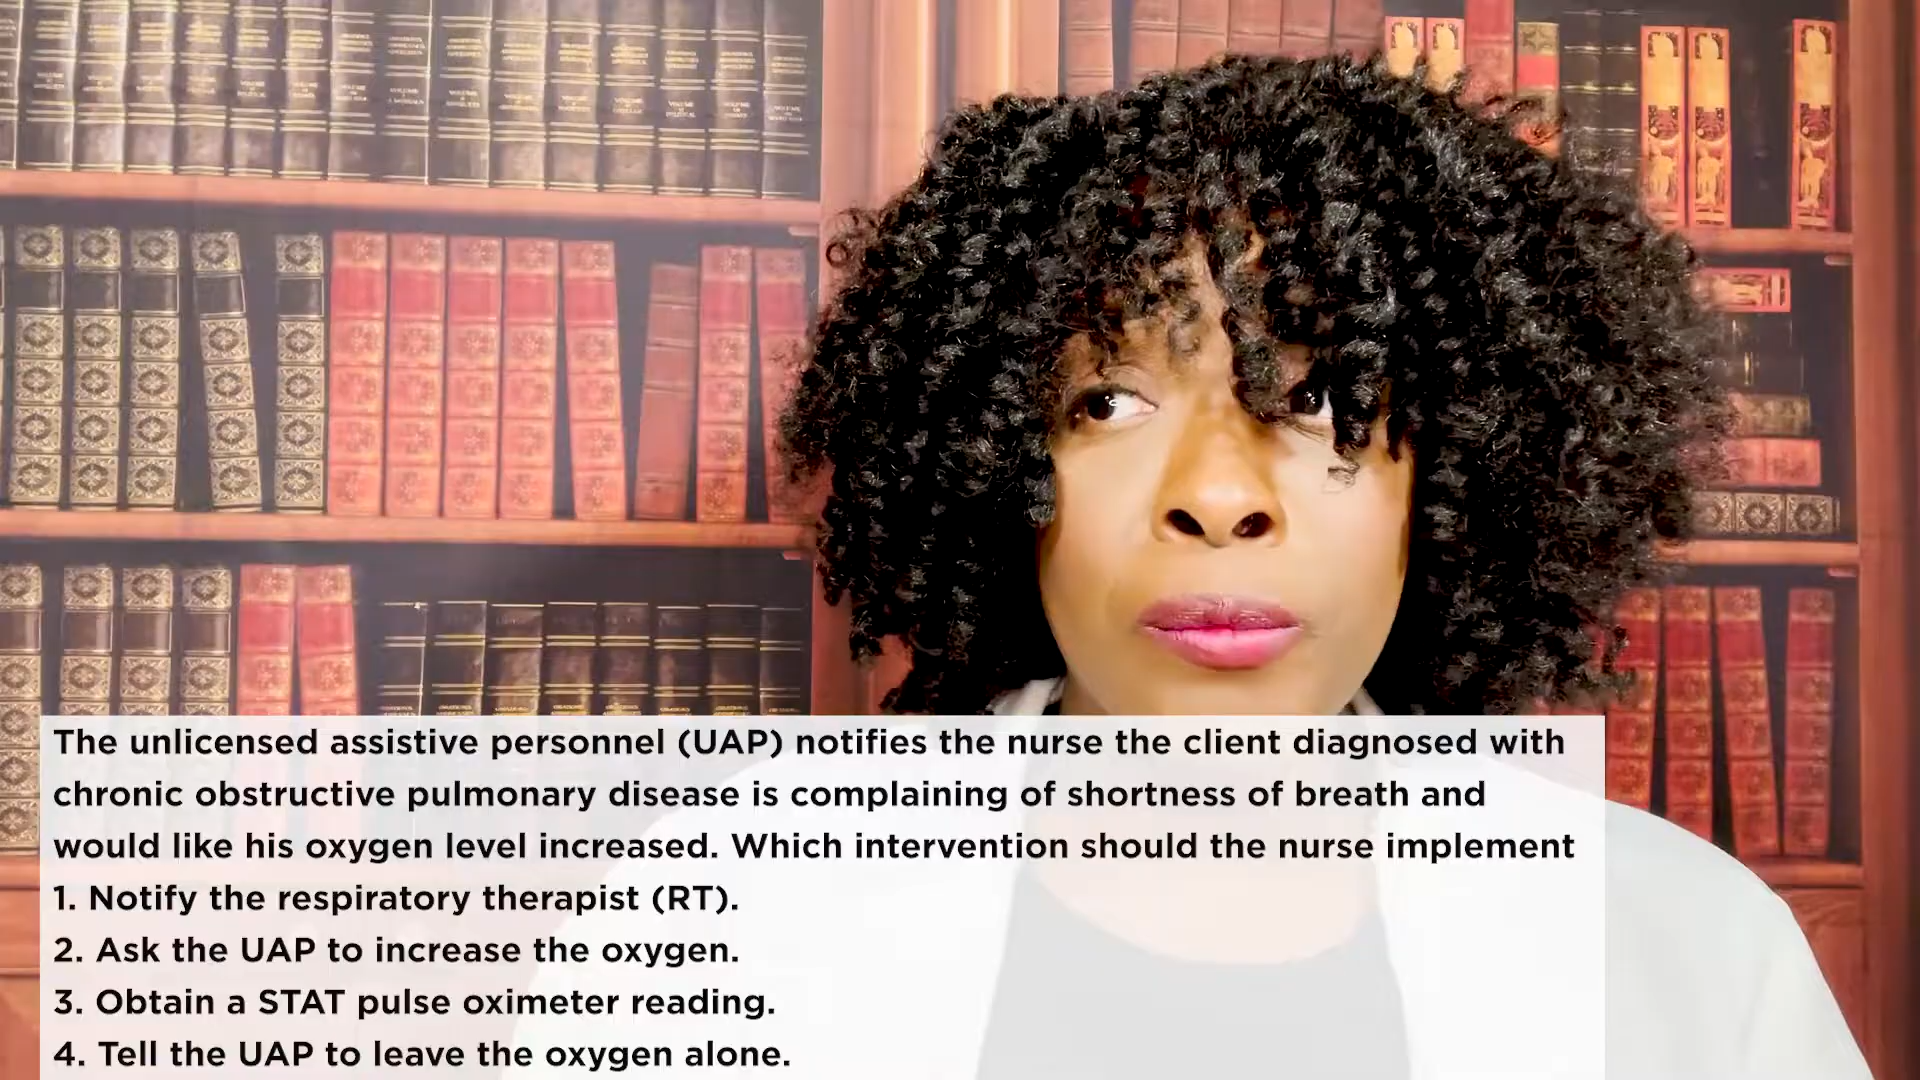 The unlicensed assistive personnel (UAP) notifies the nurse the client diagnosed with
chronic obstructive pulmonary disease is complaining of shortness of breath and
would like his oxygen level increased. Which intervention should the nurse implement
1. Notify the respiratory therapist (RT).
2. Ask the UAP to increase the oxygen.
3. Obtain a STAT pulse oximeter reading.
4. Tell the UAP to leave the oxygen alone.